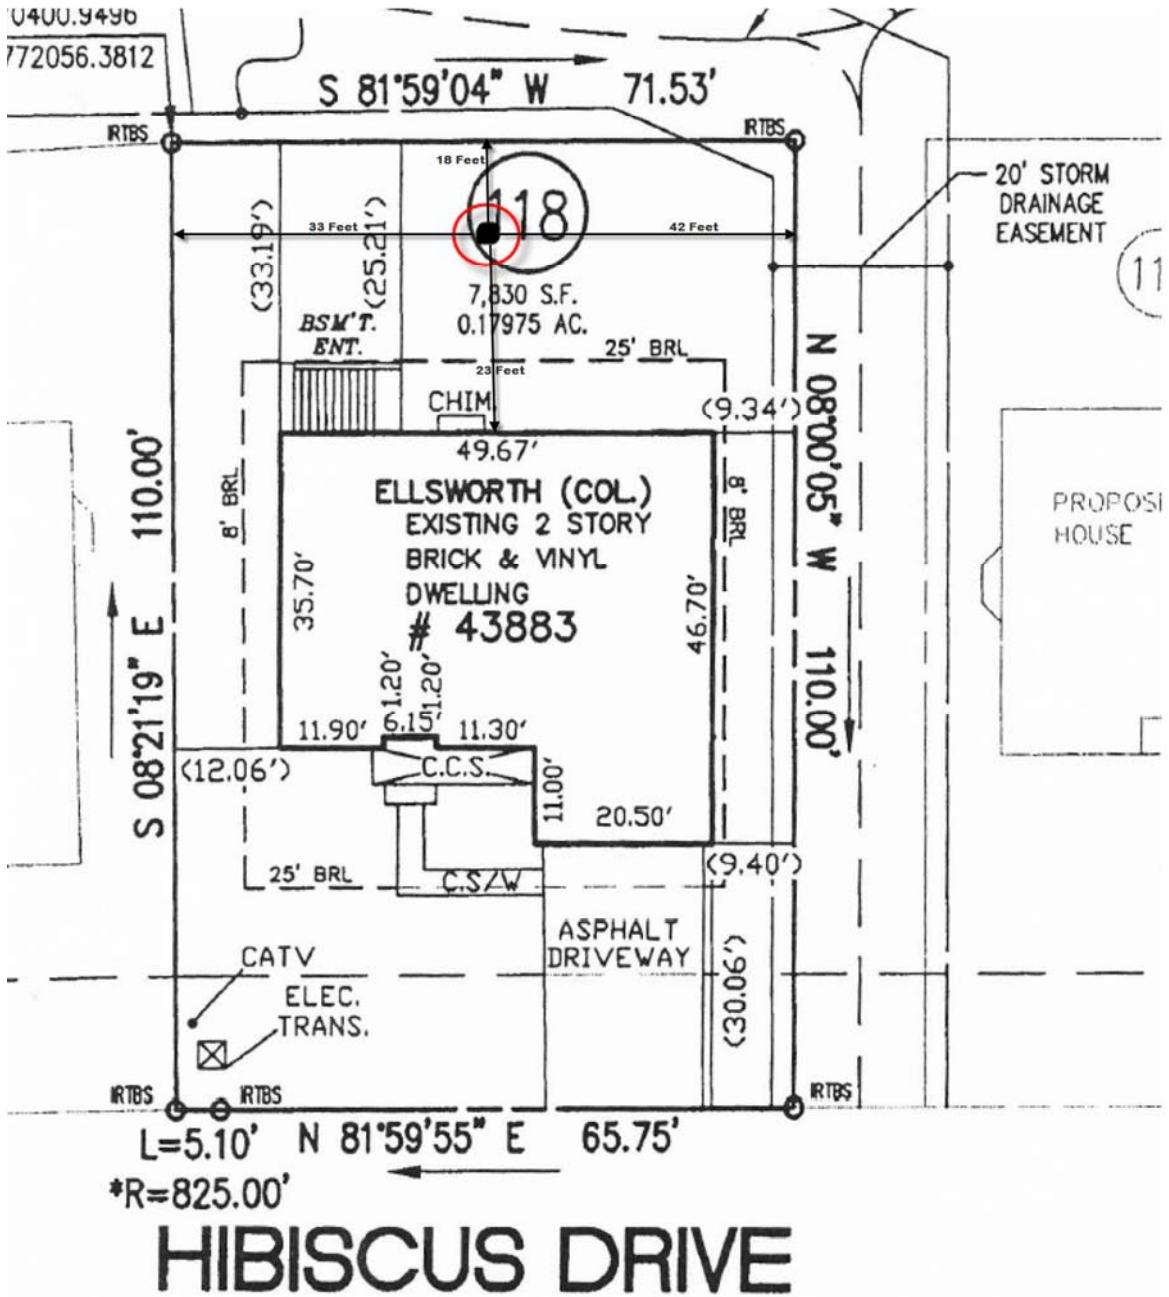 0400.9496
772056.3812
S 81°59'04" W 71.53'
IRTBS
IRTBS
18 Feet
118
20' STORM
DRAINAGE
EASEMENT
33 Feet
42 Feet
(33.19')
(25.21')
11
7,830 S.F.
0.17975 AC.
BSM'T.
ENT.
25' BRL
23 Feet
CHIM.
(9.34')
49.67'
N 08°00'05" W 110.00'
S 08°21'19" E 110.00'
8' BRL
8' BRL
ELLSWORTH (COL.)
EXISTING 2 STORY
BRICK & VINYL
DWELLING
# 43883
PROPOS
HOUSE
35.70'
46.70'
1.20'
1.20'
11.90'
6.15'
11.30'
(12.06')
C.C.S.
11.00'
20.50'
(9.40')
25' BRL
C.S/W
ASPHALT
DRIVEWAY
(30.06')
CATV
ELEC.
TRANS.
IRTBS
IRTBS
IRTBS
L=5.10'
N 81°59'55" E 65.75'
*R=825.00'
HIBISCUS DRIVE